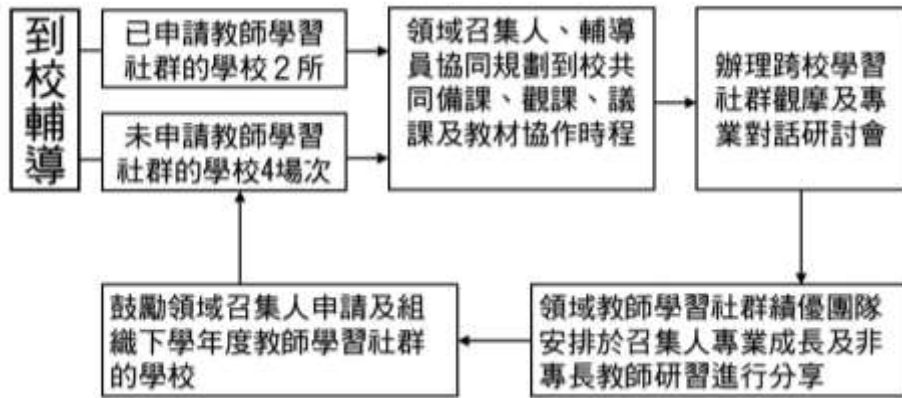 到校輔導
已申請教師學習
社群的學校2所
未申請教師學習
社群的學校4場次
領域召集人、輔導
員協同規劃到校共
同備課、觀課、議
課及教材協作時程
辦理跨校學習
社群觀摩及專
業對話研討會
領域教師學習社群績優團隊
安排於召集人專業成長及非
專長教師研習進行分享
鼓勵領域召集人申請及組
織下學年度教師學習社群
的學校